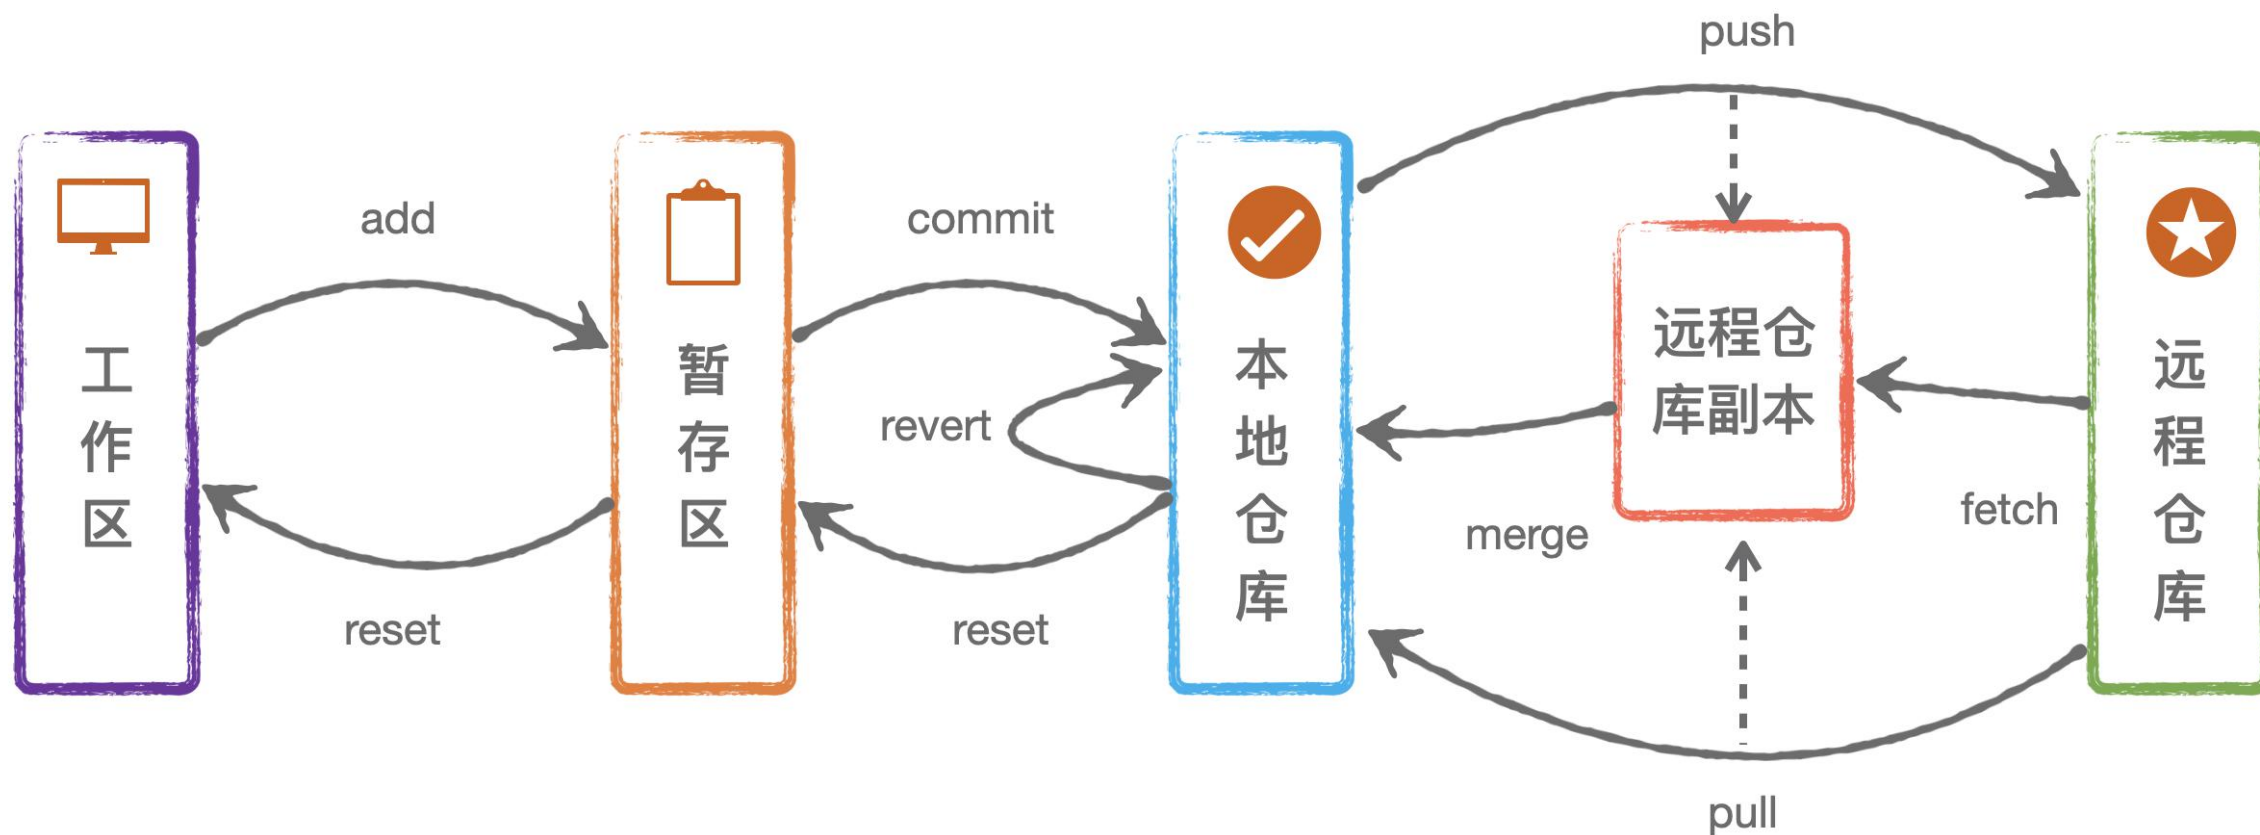 push
add
commit
工作区
暂存区
revert
本地仓库
远程仓
库副本
远程仓库
merge
fetch
reset
reset
pull